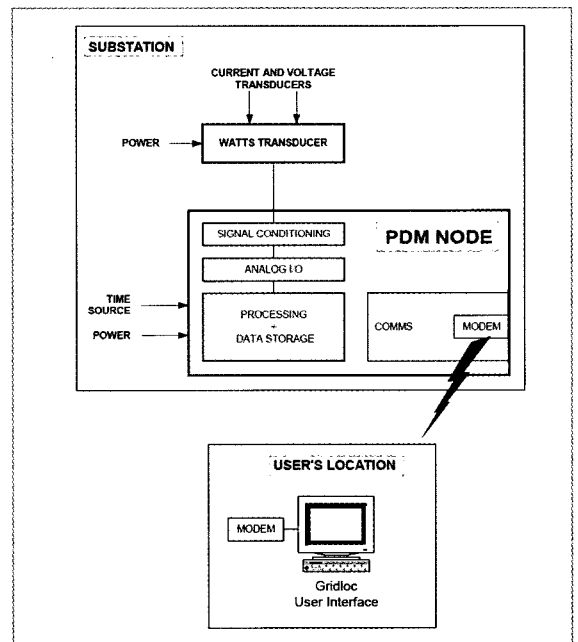 SUBSTATION
CURRENT AND VOLTAGE
TRANSDUCERS
POWER
WATTS TRANSDUCER
SIGNAL CONDITIONING
PDM NODE
ANALOG I/O
TIME
SOURCE
POWER
PROCESSING
+
DATA STORAGE
COMMS
MODEM
USER'S LOCATION
MODEM
Gridloc
User Interface